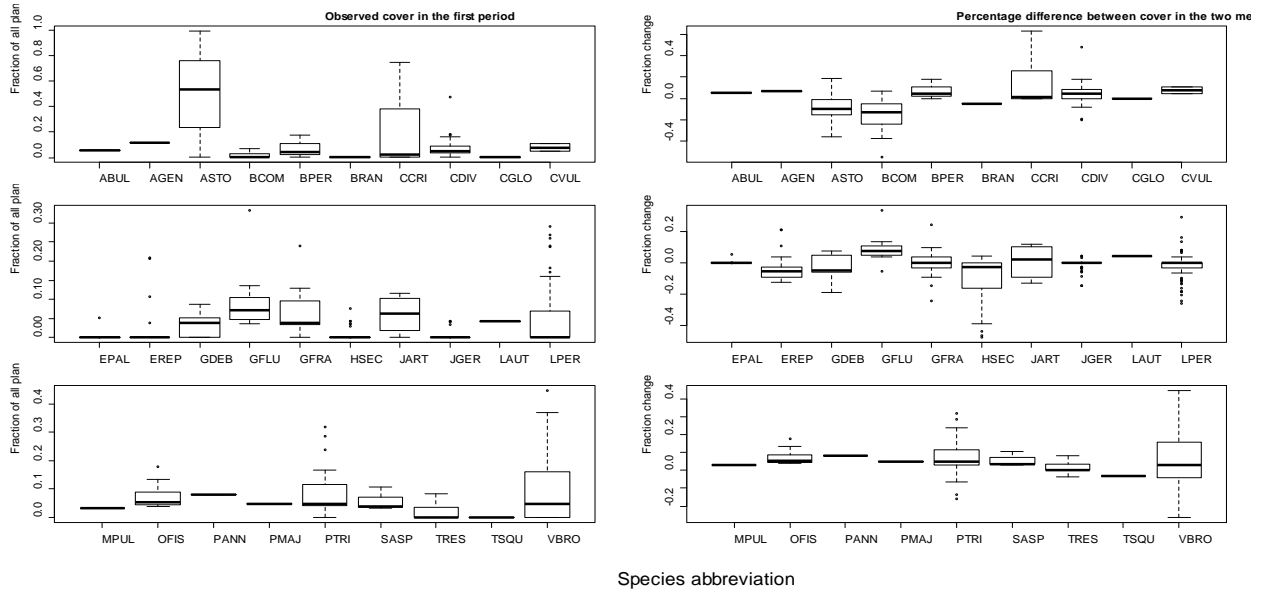 Observed cover in the first period
Percentage difference between cover in the two me
Fraction of all plan
0.0 0.2 0.4 0.6 0.8 1.0
ABUL AGEN ASTO BCOM BPER BRAN CCRI CDIV CGLO CVUL
Fraction change
-0.4 0.0 0.4
ABUL AGEN ASTO BCOM BPER BRAN CCRI CDIV CGLO CVUL
Fraction of all plan
0.00 0.10 0.20 0.30
EPAL EREP GDEB GFLU GFRA HSEC JART JGER LAUT LPER
Fraction change
-0.4 -0.2 0.0 0.2
EPAL EREP GDEB GFLU GFRA HSEC JART JGER LAUT LPER
Fraction of all plan
0.0 0.1 0.2 0.3 0.4
MPUL OFIS PANN PMAJ PTRI SASP TRES TSQU VBRO
Fraction change
-0.2 0.0 0.2 0.4
MPUL OFIS PANN PMAJ PTRI SASP TRES TSQU VBRO
Species abbreviation